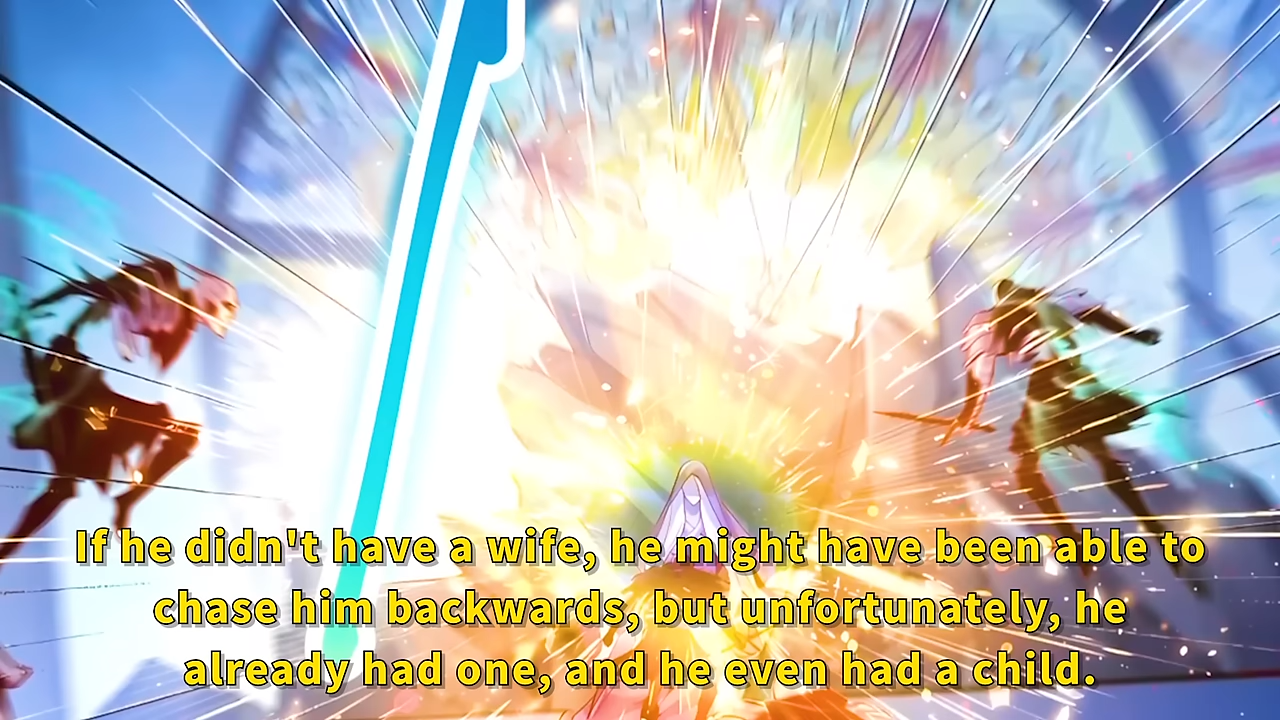 If he didn't have a wife, he might have been able to
chase him backwards, but unfortunately, he
already had one, and he even had a child.